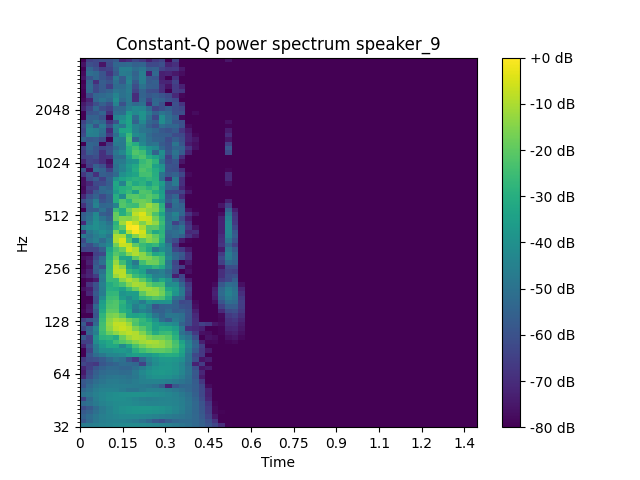 Constant-Q power spectrum speaker_9
+0 dB
-10 dB
-20 dB
-30 dB
-40 dB
-50 dB
-60 dB
-70 dB
-80 dB
2048
1024
512
256
128
64
32
Hz
0 0.15 0.3 0.45 0.6 0.75 0.9 1.1 1.2 1.4
Time